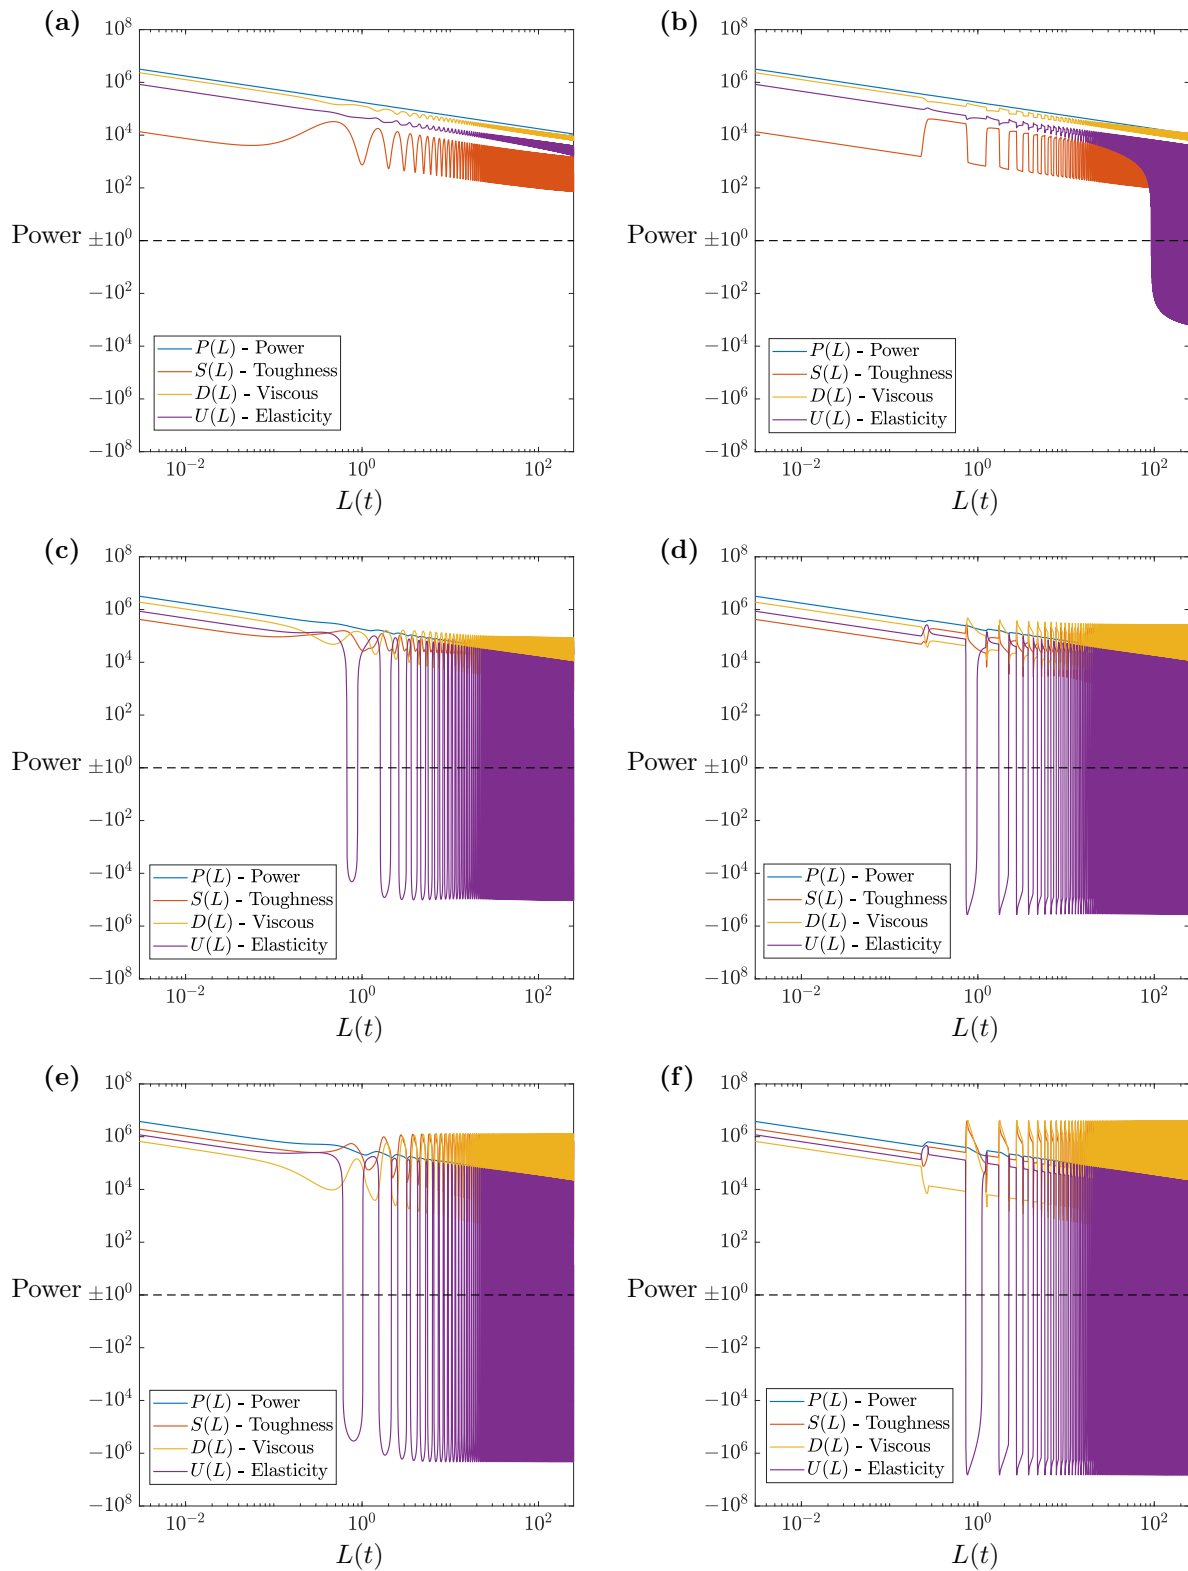 (a)
10^8
10^6
10^4
10^2
Power ±10^0
−10^2
−10^4
−10^6
−10^8
P(L) - Power
S(L) - Toughness
D(L) - Viscous
U(L) - Elasticity
10^−2 10^0 10^2
L(t)
(b)
10^8
10^6
10^4
10^2
Power ±10^0
−10^2
−10^4
−10^6
−10^8
P(L) - Power
S(L) - Toughness
D(L) - Viscous
U(L) - Elasticity
10^−2 10^0 10^2
L(t)
(c)
10^8
10^6
10^4
10^2
Power ±10^0
−10^2
−10^4
−10^6
−10^8
P(L) - Power
S(L) - Toughness
D(L) - Viscous
U(L) - Elasticity
10^−2 10^0 10^2
L(t)
(d)
10^8
10^6
10^4
10^2
Power ±10^0
−10^2
−10^4
−10^6
−10^8
P(L) - Power
S(L) - Toughness
D(L) - Viscous
U(L) - Elasticity
10^−2 10^0 10^2
L(t)
(e)
10^8
10^6
10^4
10^2
Power ±10^0
−10^2
−10^4
−10^6
−10^8
P(L) - Power
S(L) - Toughness
D(L) - Viscous
U(L) - Elasticity
10^−2 10^0 10^2
L(t)
(f)
10^8
10^6
10^4
10^2
Power ±10^0
−10^2
−10^4
−10^6
−10^8
P(L) - Power
S(L) - Toughness
D(L) - Viscous
U(L) - Elasticity
10^−2 10^0 10^2
L(t)